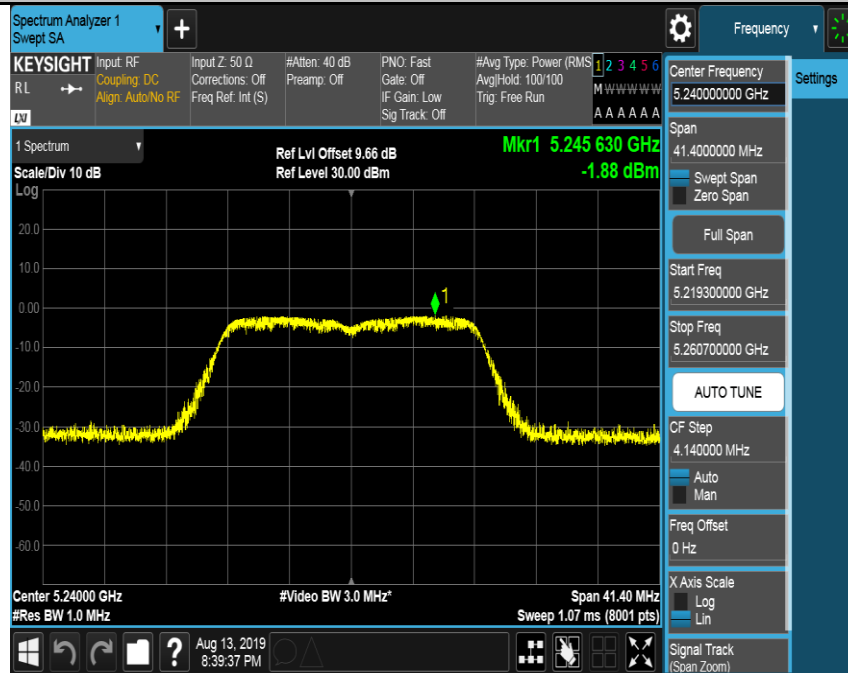 Spectrum Analyzer 1
Swept SA
+
Frequency
KEYSIGHT
RL
LXI
Input: RF
Coupling: DC
Align: Auto/No RF
Input Z: 50 Ω
Corrections: Off
Freq Ref: Int (S)
#Atten: 40 dB
Preamp: Off
PNO: Fast
Gate: Off
IF Gain: Low
Sig Track: Off
#Avg Type: Power (RMS
Avg|Hold: 100/100
Trig: Free Run
1 2 3 4 5 6
M W W W W W
A A A A A A
1 Spectrum
Scale/Div 10 dB
Log
Ref Lvl Offset 9.66 dB
Ref Level 30.00 dBm
Mkr1 5.245 630 GHz
-1.88 dBm
20.0
10.0
0.00
-10.0
-20.0
-30.0
-40.0
-50.0
-60.0
1
Center 5.24000 GHz
#Res BW 1.0 MHz
#Video BW 3.0 MHz*
Span 41.40 MHz
Sweep 1.07 ms (8001 pts)
?
Aug 13, 2019
8:39:37 PM
Center Frequency
5.240000000 GHz
Settings
Span
41.4000000 MHz
Swept Span
Zero Span
Full Span
Start Freq
5.219300000 GHz
Stop Freq
5.260700000 GHz
AUTO TUNE
CF Step
4.140000 MHz
Auto
Man
Freq Offset
0 Hz
X Axis Scale
Log
Lin
Signal Track
(Span Zoom)